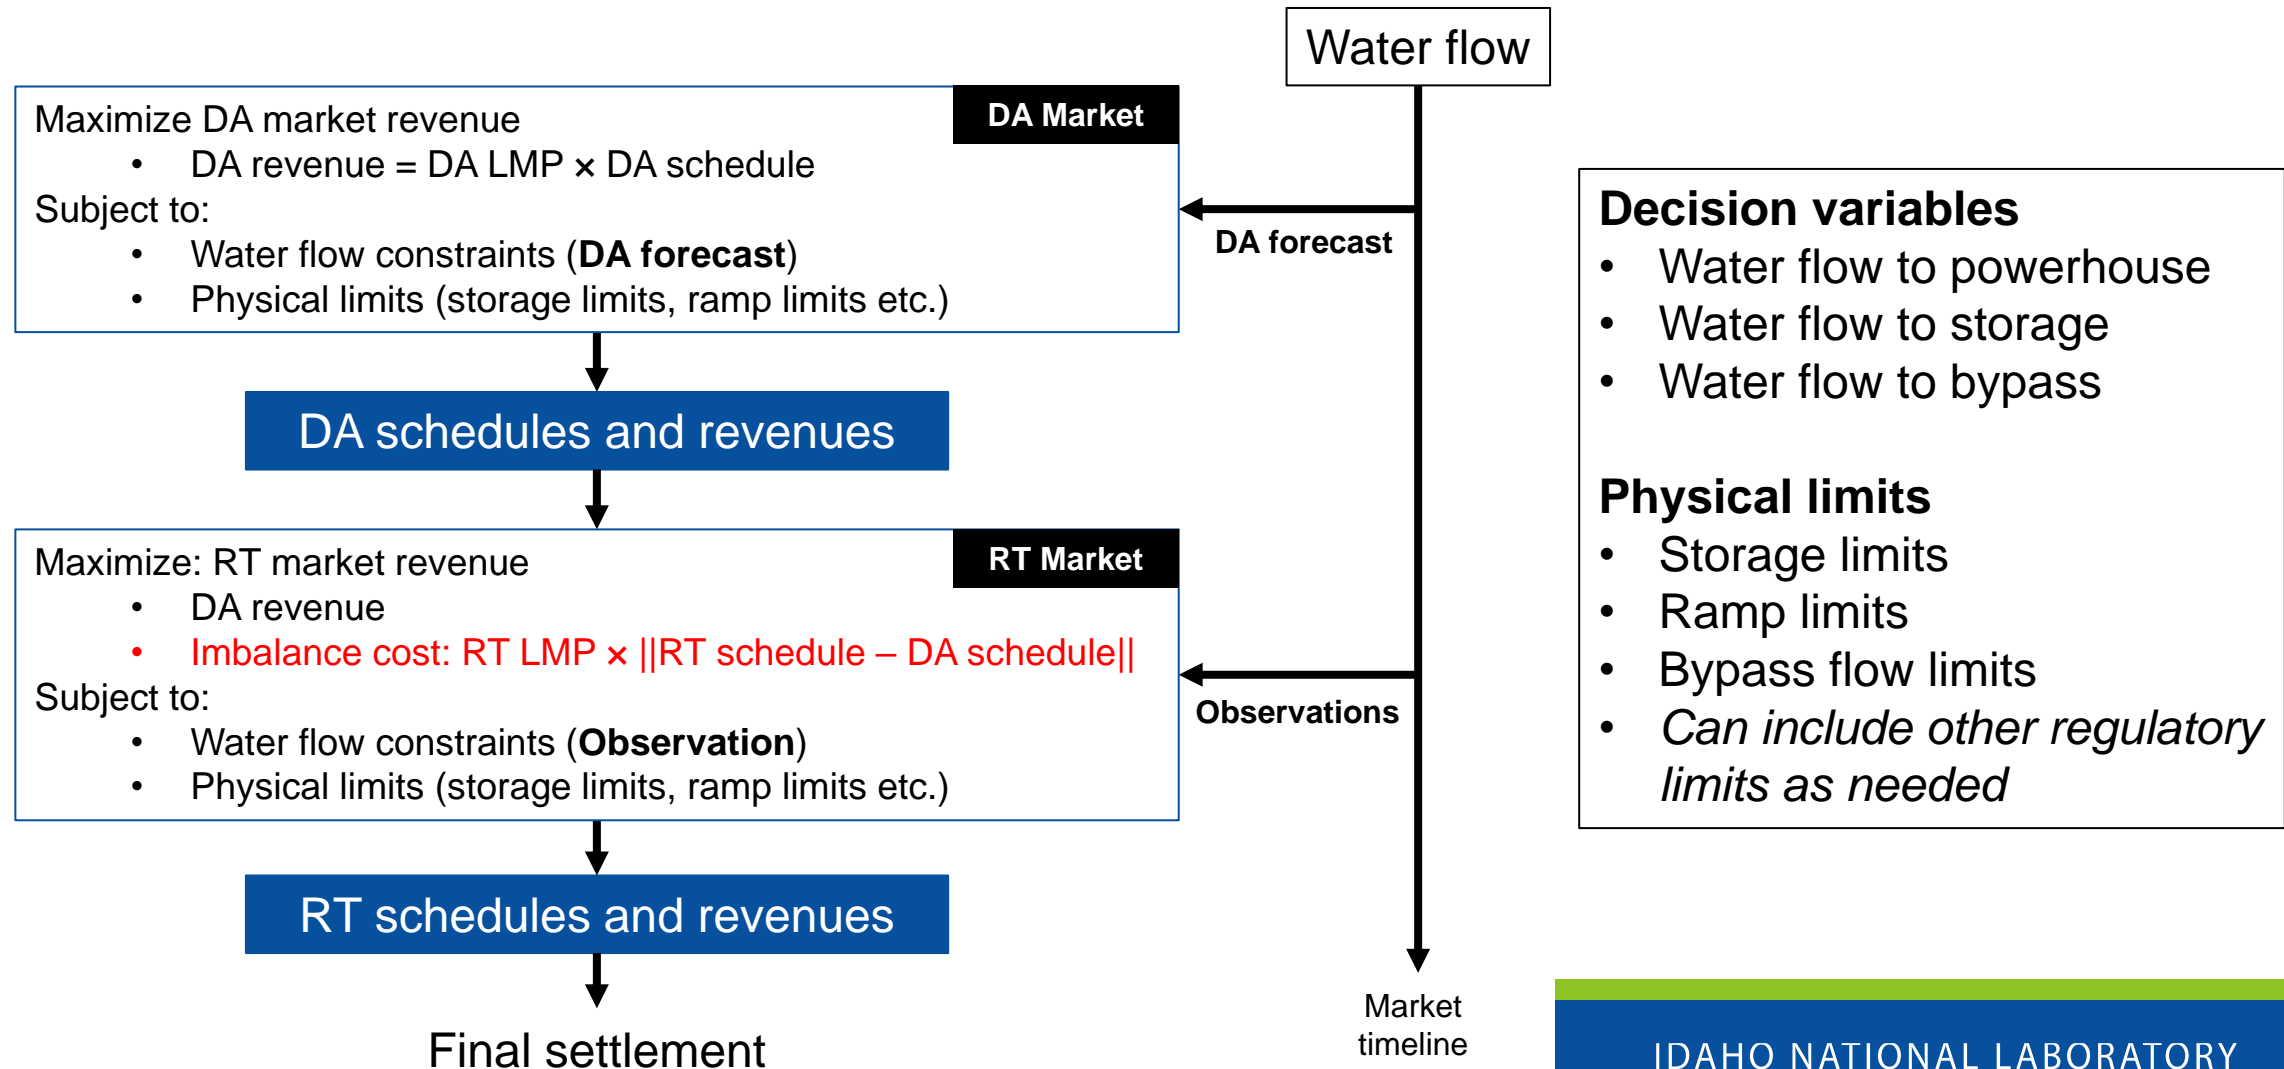 Water flow
DA Market
Maximize DA market revenue
• DA revenue = DA LMP × DA schedule
Subject to:
• Water flow constraints (DA forecast)
• Physical limits (storage limits, ramp limits etc.)
DA forecast
DA schedules and revenues
RT Market
Maximize: RT market revenue
• DA revenue
• Imbalance cost: RT LMP × ||RT schedule – DA schedule||
Subject to:
• Water flow constraints (Observation)
• Physical limits (storage limits, ramp limits etc.)
Observations
RT schedules and revenues
Final settlement
Market
timeline
Decision variables
• Water flow to powerhouse
• Water flow to storage
• Water flow to bypass
Physical limits
• Storage limits
• Ramp limits
• Bypass flow limits
• Can include other regulatory
limits as needed
IDAHO NATIONAL LABORATORY